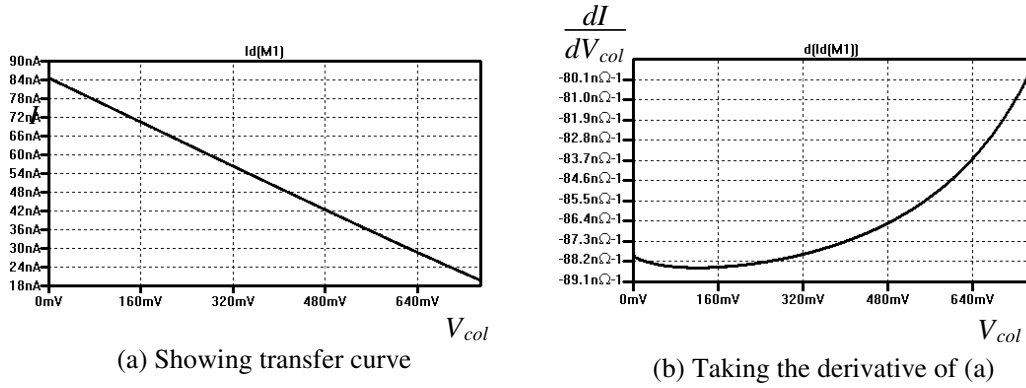 Id(M1)
90nA
84nA
78nA
I
72nA
66nA
60nA
54nA
48nA
42nA
36nA
30nA
24nA
18nA
0mV 160mV 320mV 480mV 640mV
V_col
(a) Showing transfer curve
dI
dV_col
d(Id(M1))
-80.1nΩ-1
-81.0nΩ-1
-81.9nΩ-1
-82.8nΩ-1
-83.7nΩ-1
-84.6nΩ-1
-85.5nΩ-1
-86.4nΩ-1
-87.3nΩ-1
-88.2nΩ-1
-89.1nΩ-1
0mV 160mV 320mV 480mV 640mV
V_col
(b) Taking the derivative of (a)